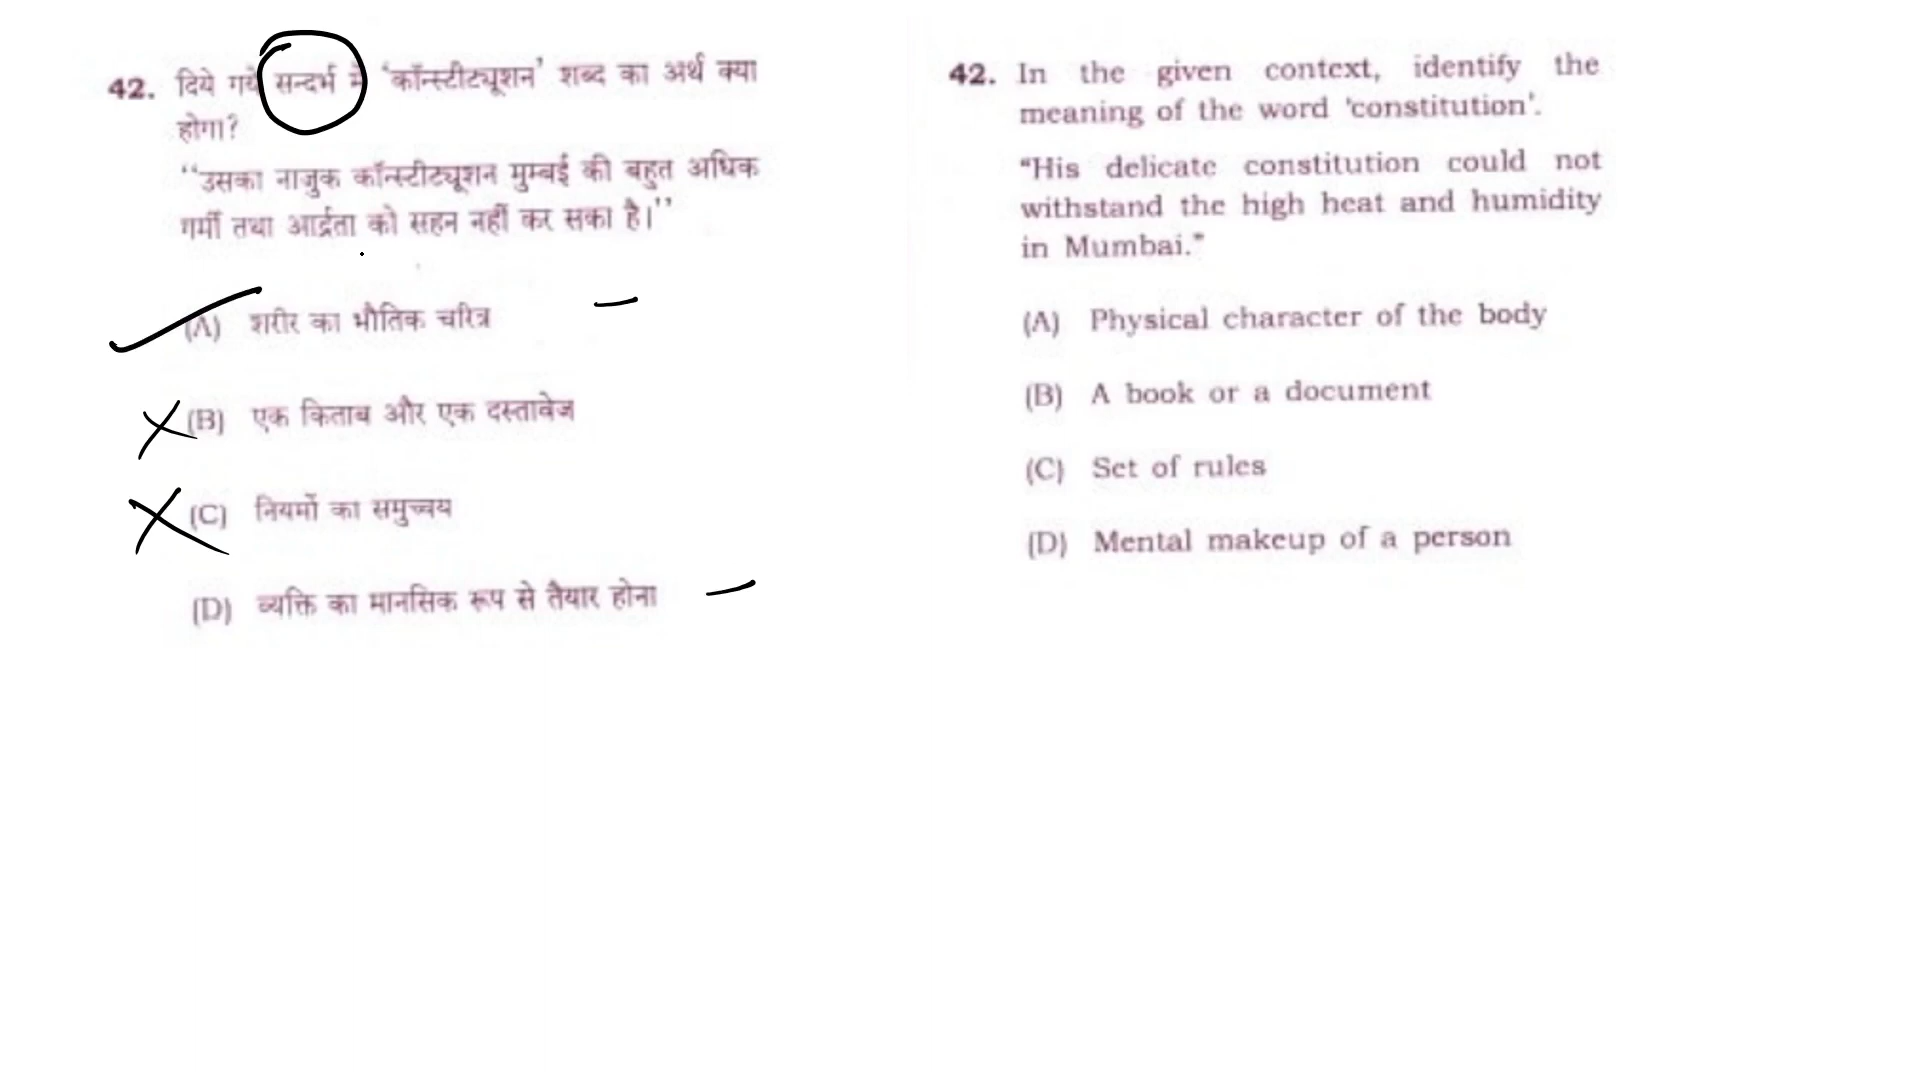 42. दिये गये सन्दर्भ में 'कॉन्स्टीट्यूशन' शब्द का अर्थ क्या
होगा?
''उसका नाजुक कॉन्स्टीट्यूशन मुम्बई की बहुत अधिक
गर्मी तथा आर्द्रता को सहन नहीं कर सका है।''
(A) शरीर का भौतिक चरित्र
(B) एक किताब और एक दस्तावेज
(C) नियमों का समुच्चय
(D) व्यक्ति का मानसिक रूप से तैयार होना
42. In the given context, identify the
meaning of the word 'constitution'.
"His delicate constitution could not
withstand the high heat and humidity
in Mumbai."
(A) Physical character of the body
(B) A book or a document
(C) Set of rules
(D) Mental makeup of a person